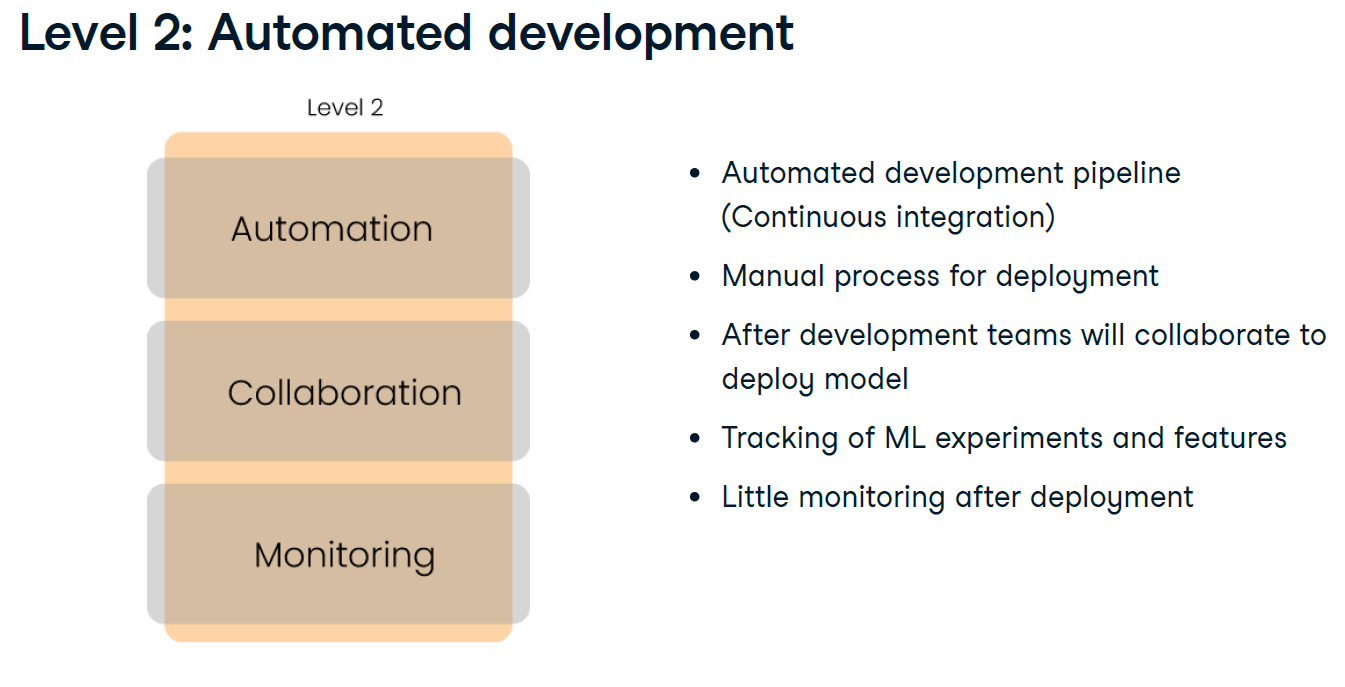 Level 2: Automated development
Level 2
Automation
Collaboration
Monitoring
• Automated development pipeline
(Continuous integration)
• Manual process for deployment
• After development teams will collaborate to
deploy model
• Tracking of ML experiments and features
• Little monitoring after deployment